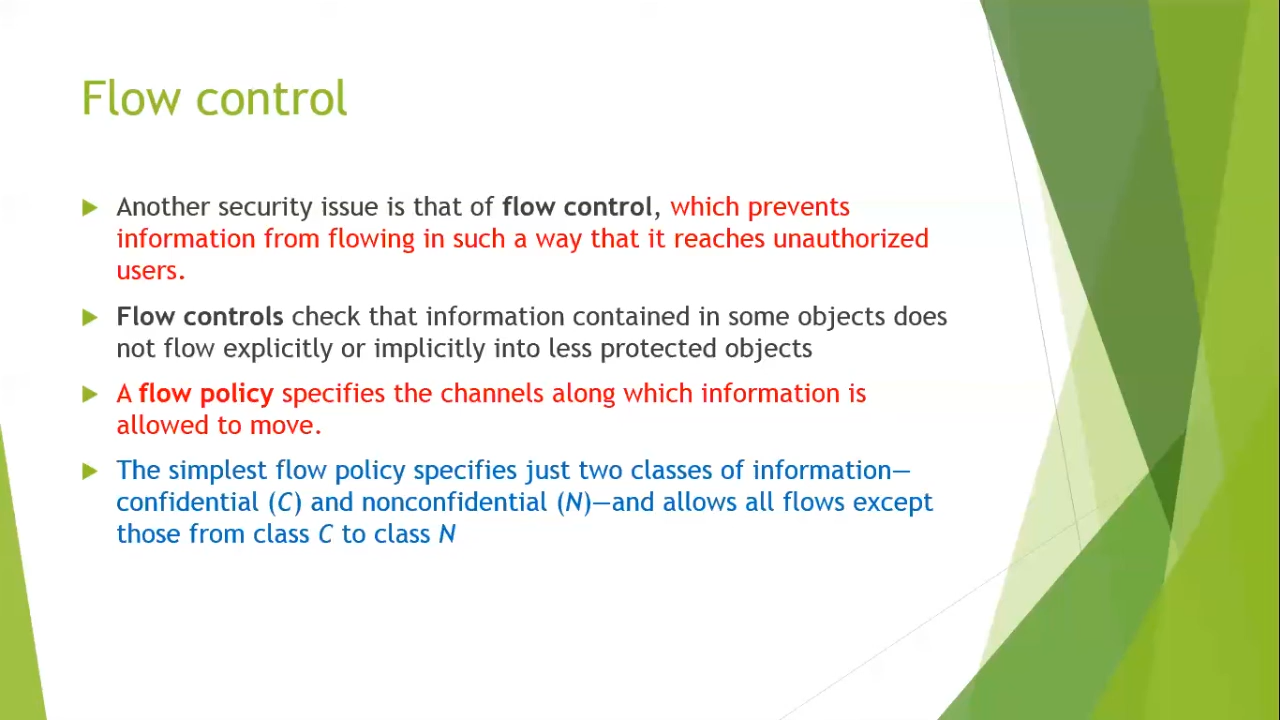 Flow control
Another security issue is that of flow control, which prevents
information from flowing in such a way that it reaches unauthorized
users.
Flow controls check that information contained in some objects does
not flow explicitly or implicitly into less protected objects
A flow policy specifies the channels along which information is
allowed to move.
The simplest flow policy specifies just two classes of information—
confidential (C) and nonconfidential (N)—and allows all flows except
those from class C to class N